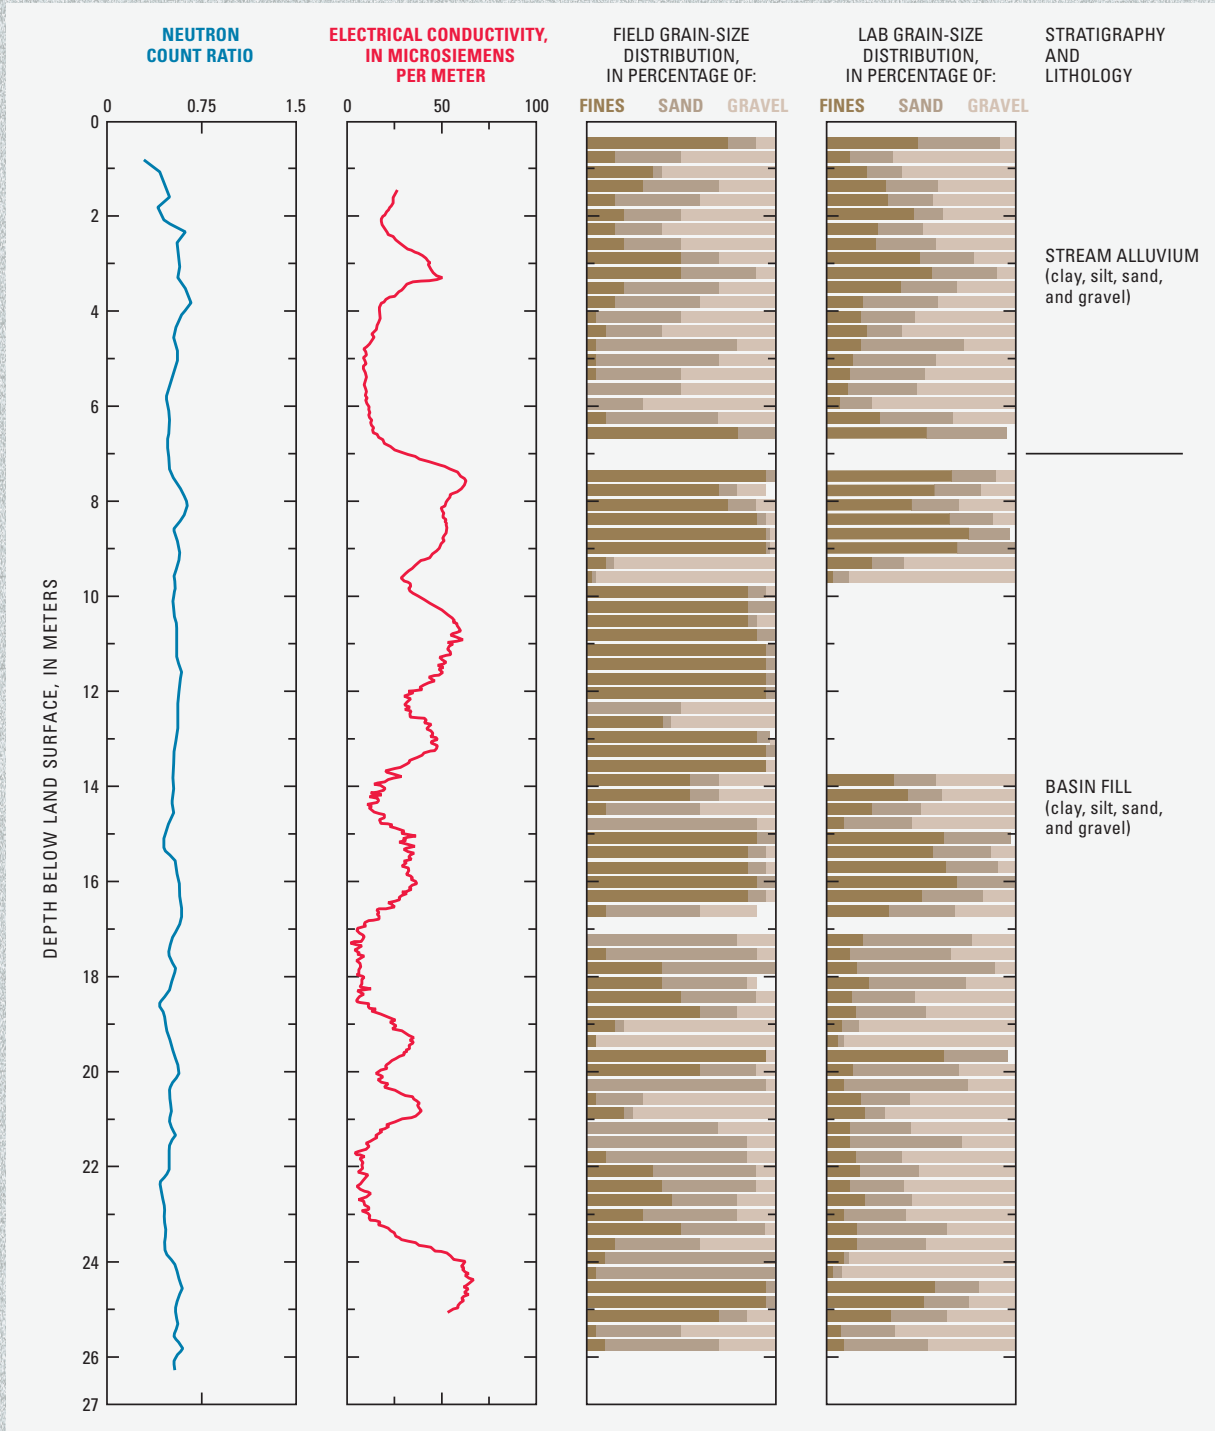 NEUTRON
COUNT RATIO
ELECTRICAL CONDUCTIVITY,
IN MICROSIEMENS
PER METER
FIELD GRAIN-SIZE
DISTRIBUTION,
IN PERCENTAGE OF:
LAB GRAIN-SIZE
DISTRIBUTION,
IN PERCENTAGE OF:
STRATIGRAPHY
AND
LITHOLOGY
0 0.75 1.5
0 50 100
FINES SAND GRAVEL
FINES SAND GRAVEL
0
2
4
6
8
10
12
14
16
18
20
22
24
26
27
DEPTH BELOW LAND SURFACE, IN METERS
STREAM ALLUVIUM
(clay, silt, sand,
and gravel)
BASIN FILL
(clay, silt, sand,
and gravel)